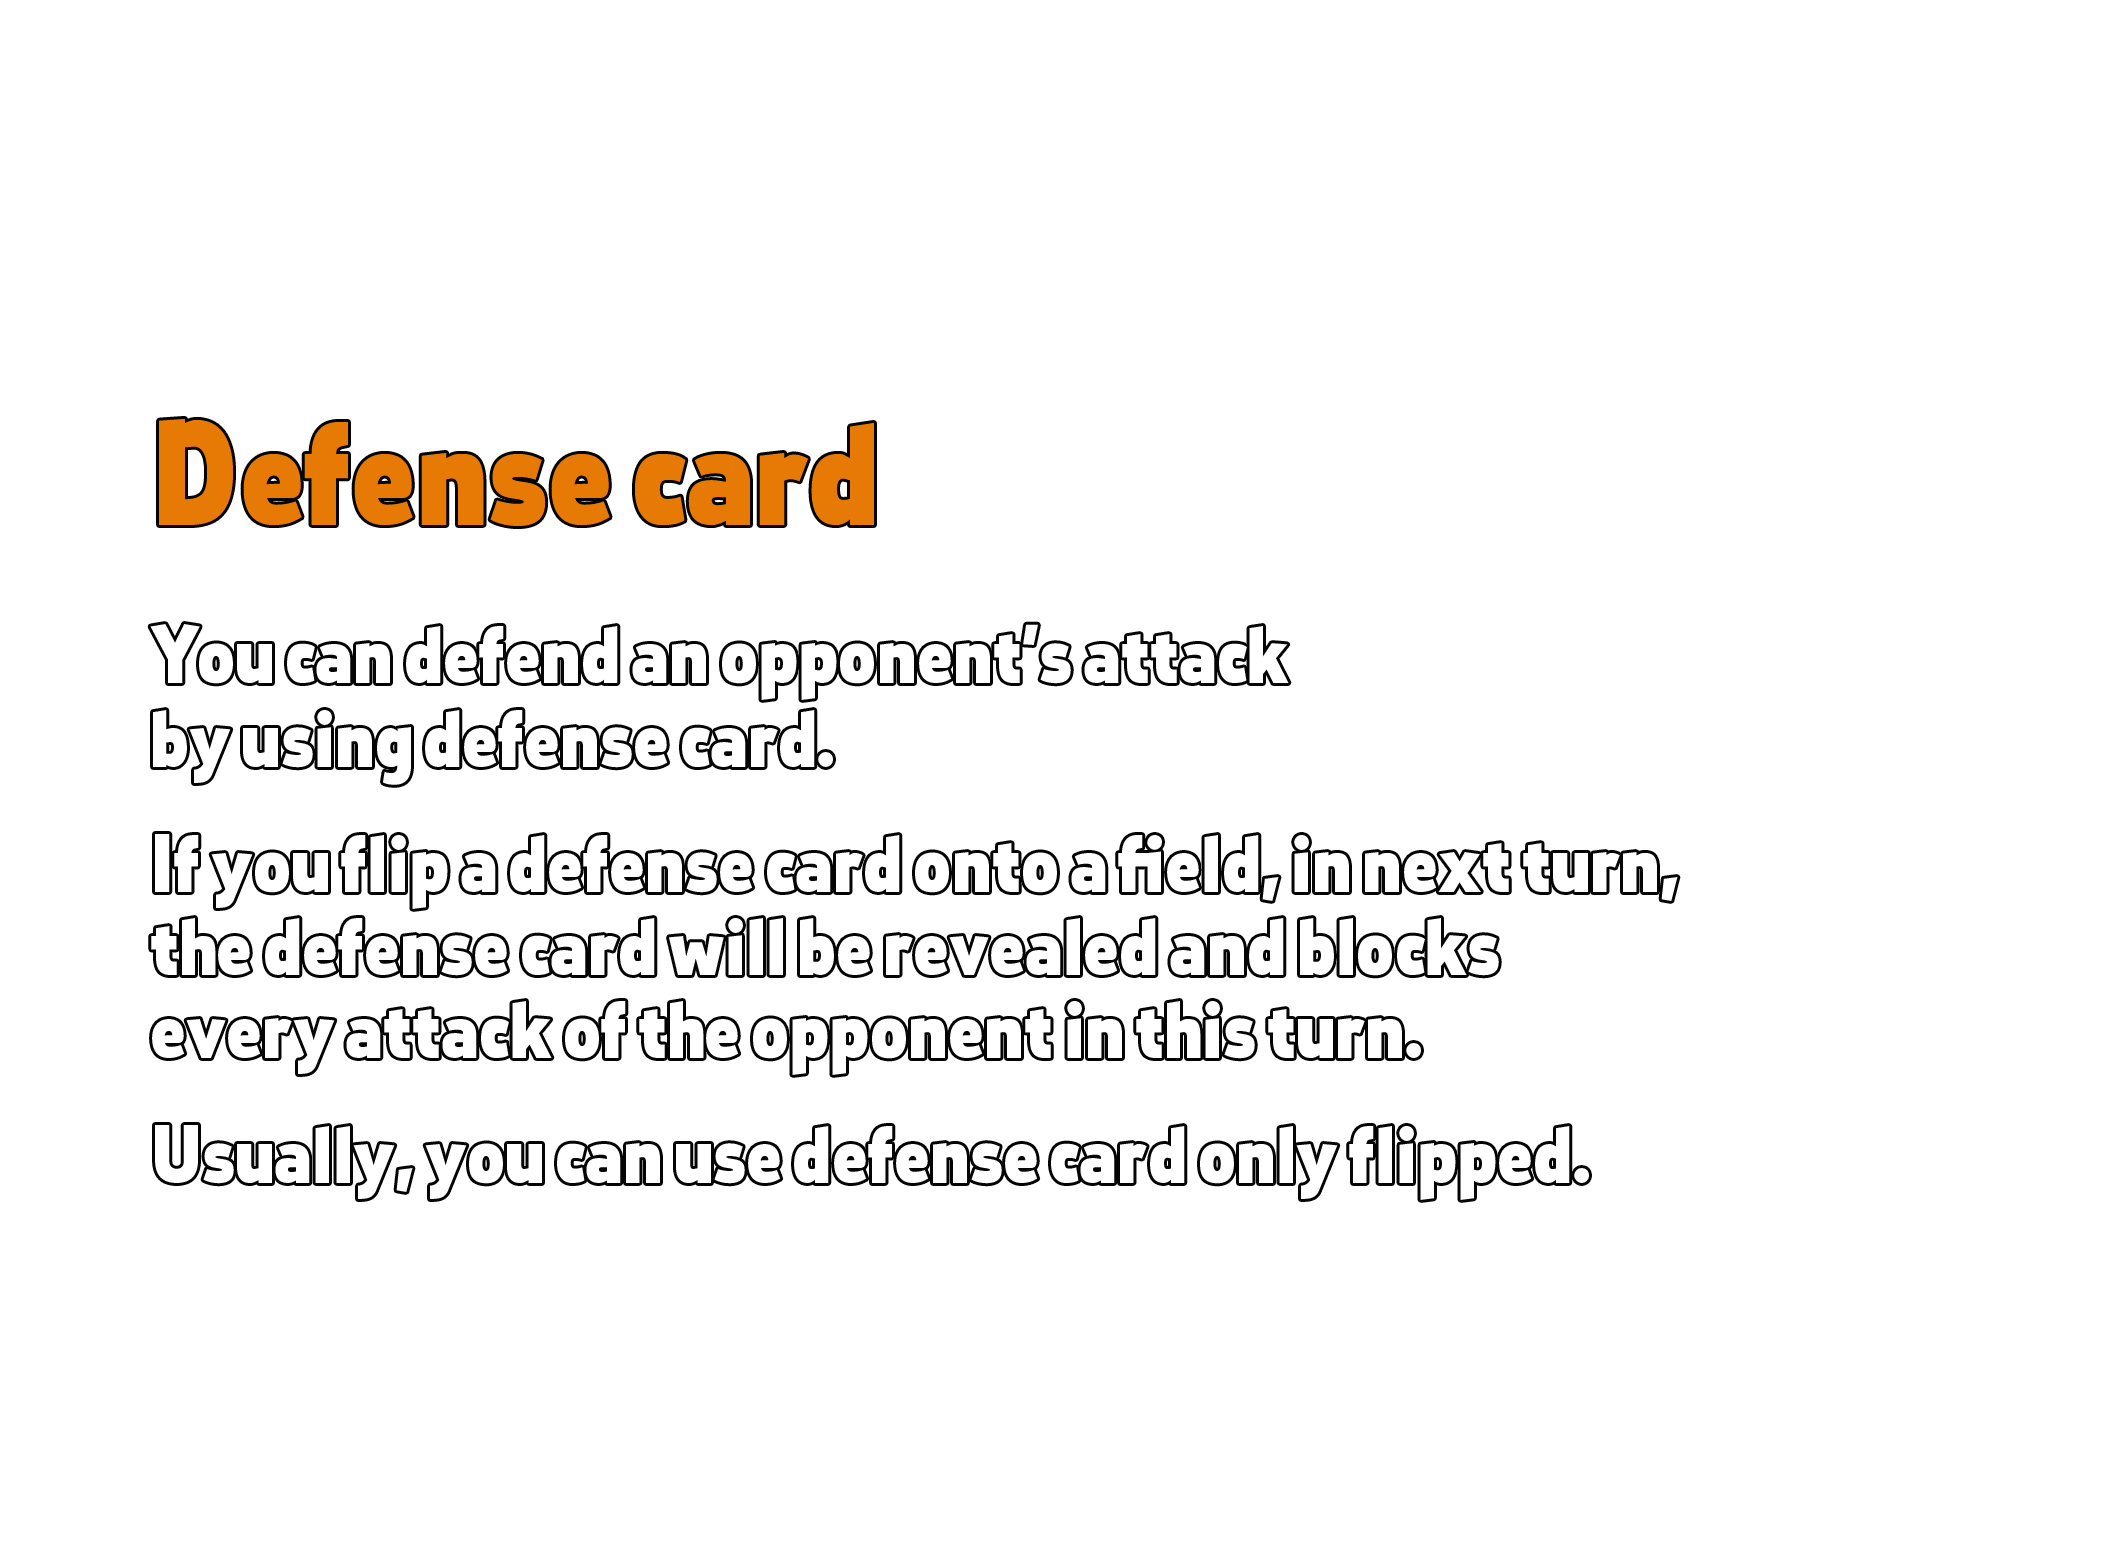 Defense card
You can defend an opponent's attack
by using defense card.
If you flip a defense card onto a field, in next turn,
the defense card will be revealed and blocks
every attack of the opponent in this turn.
Usually, you can use defense card only flipped.